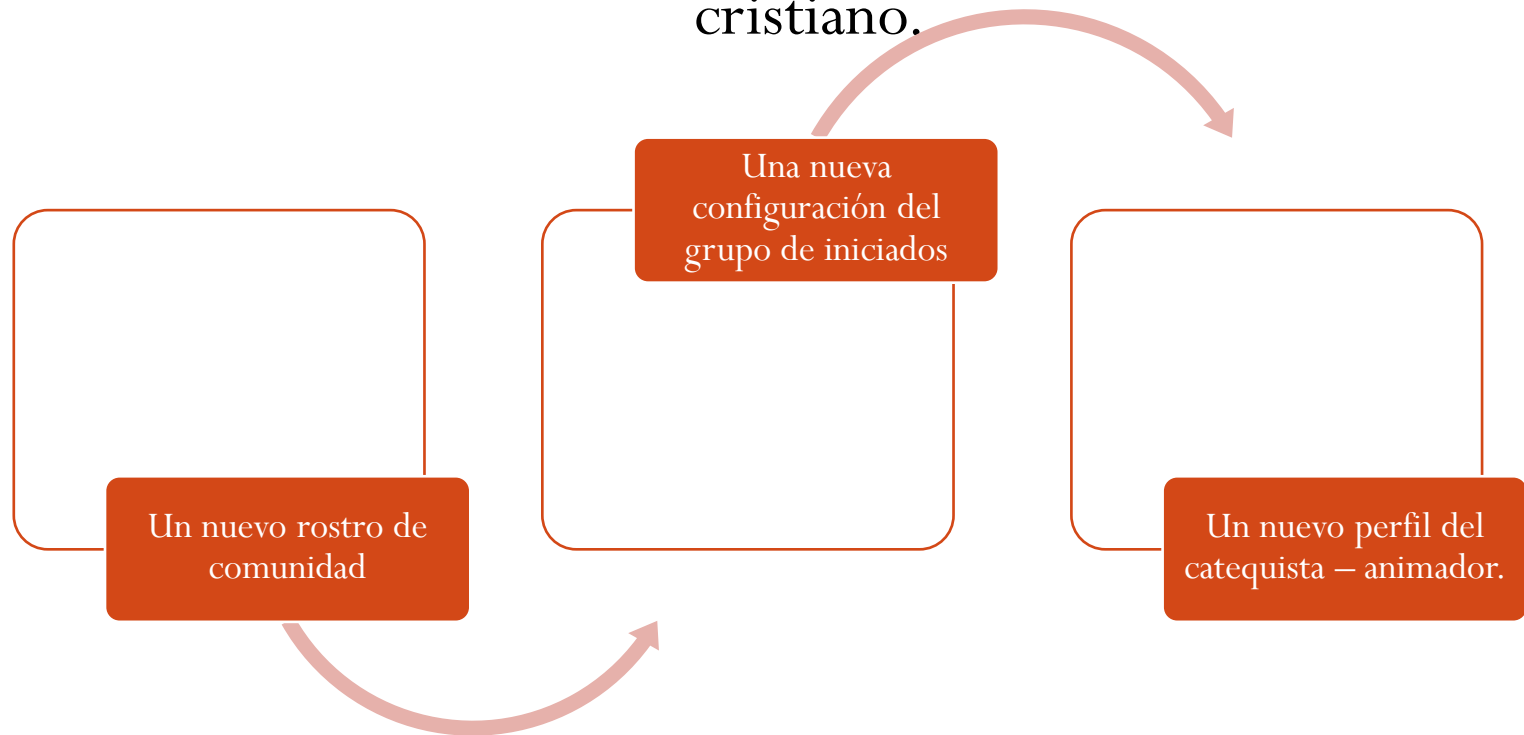 cristiano.
Una nueva
configuración del
grupo de iniciados
Un nuevo rostro de
comunidad
Un nuevo perfil del
catequista – animador.